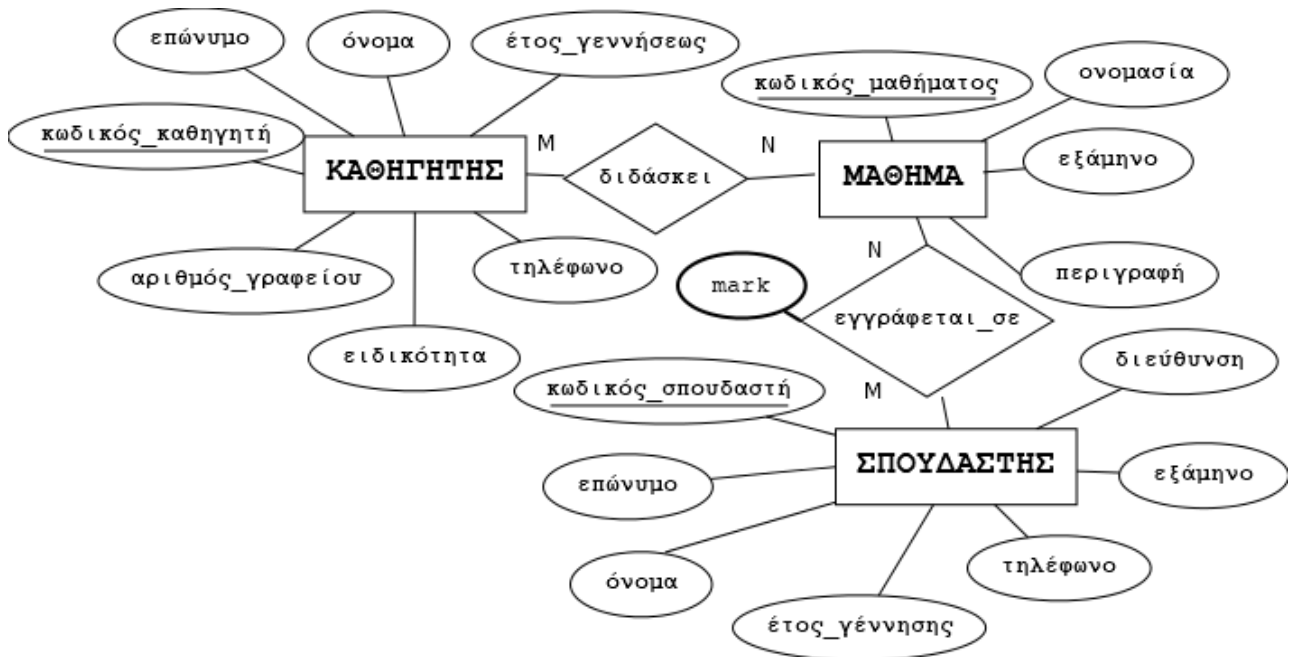 επώνυμο
όνομα
έτος_γεννήσεως
κωδικός_καθηγητή
ΚΑΘΗΓΗΤΗΣ
αριθμός_γραφείου
ειδικότητα
τηλέφωνο
M
διδάσκει
N
κωδικός_μαθήματος
ονομασία
εξάμηνο
ΜΑΘΗΜΑ
περιγραφή
N
mark
εγγράφεται_σε
M
κωδικός_σπουδαστή
διεύθυνση
ΣΠΟΥΔΑΣΤΗΣ
επώνυμο
εξάμηνο
όνομα
τηλέφωνο
έτος_γέννησης